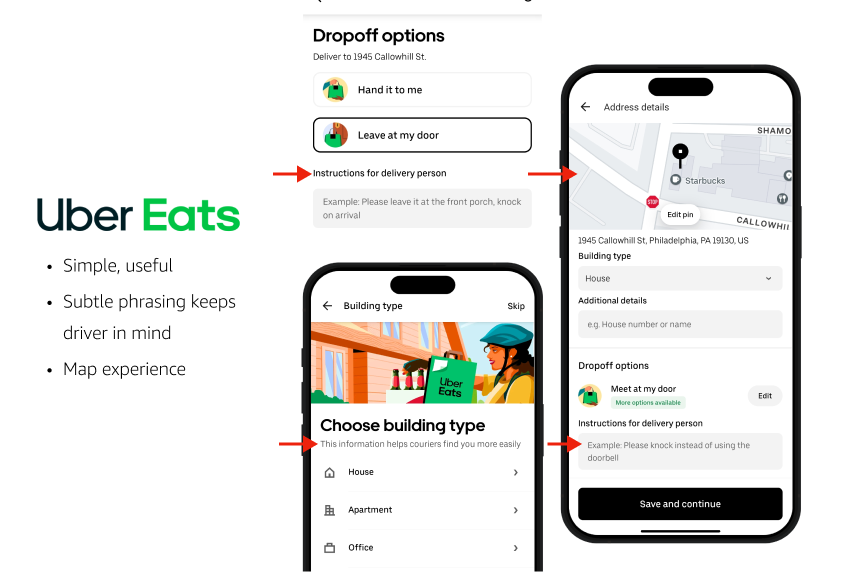 Dropoff options
Deliver to 1945 Callowhill St.
Hand it to me
Leave at my door
Instructions for delivery person
Example: Please leave it at the front porch, knock
on arrival
Uber Eats
• Simple, useful
• Subtle phrasing keeps
driver in mind
• Map experience
Building type
Skip
Uber
Eats
Choose building type
This information helps couriers find you more easily
House
Apartment
Office
Address details
SHAMO
Starbucks
STOP
Edit pin
CALLOWHI
1945 Callowhill St, Philadelphia, PA 19130, US
Building type
House
Additional details
e.g. House number or name
Dropoff options
Meet at my door
More options available
Edit
Instructions for delivery person
Example: Please knock instead of using the
doorbell
Save and continue